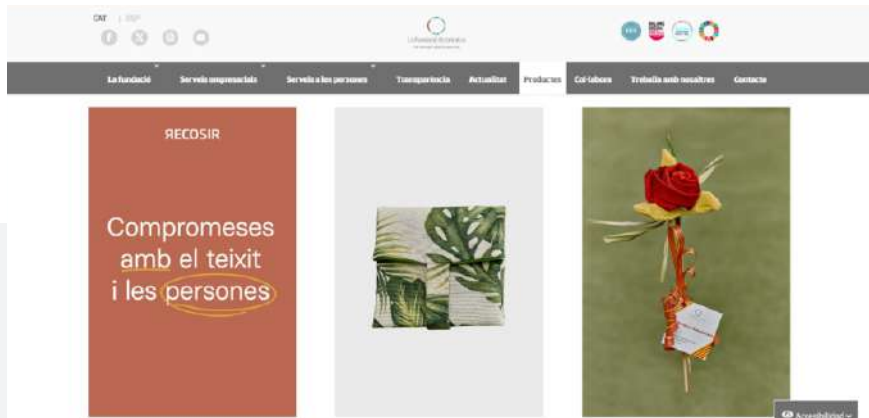 CAT | ESP
La fundació Serveis empresarials Serveis a les persones Transparència Actualitat Productes Col·labora Treballa amb nosaltres Contacte
RECOSIR
Compromeses
amb el teixit
i les persones
Accessibilitat